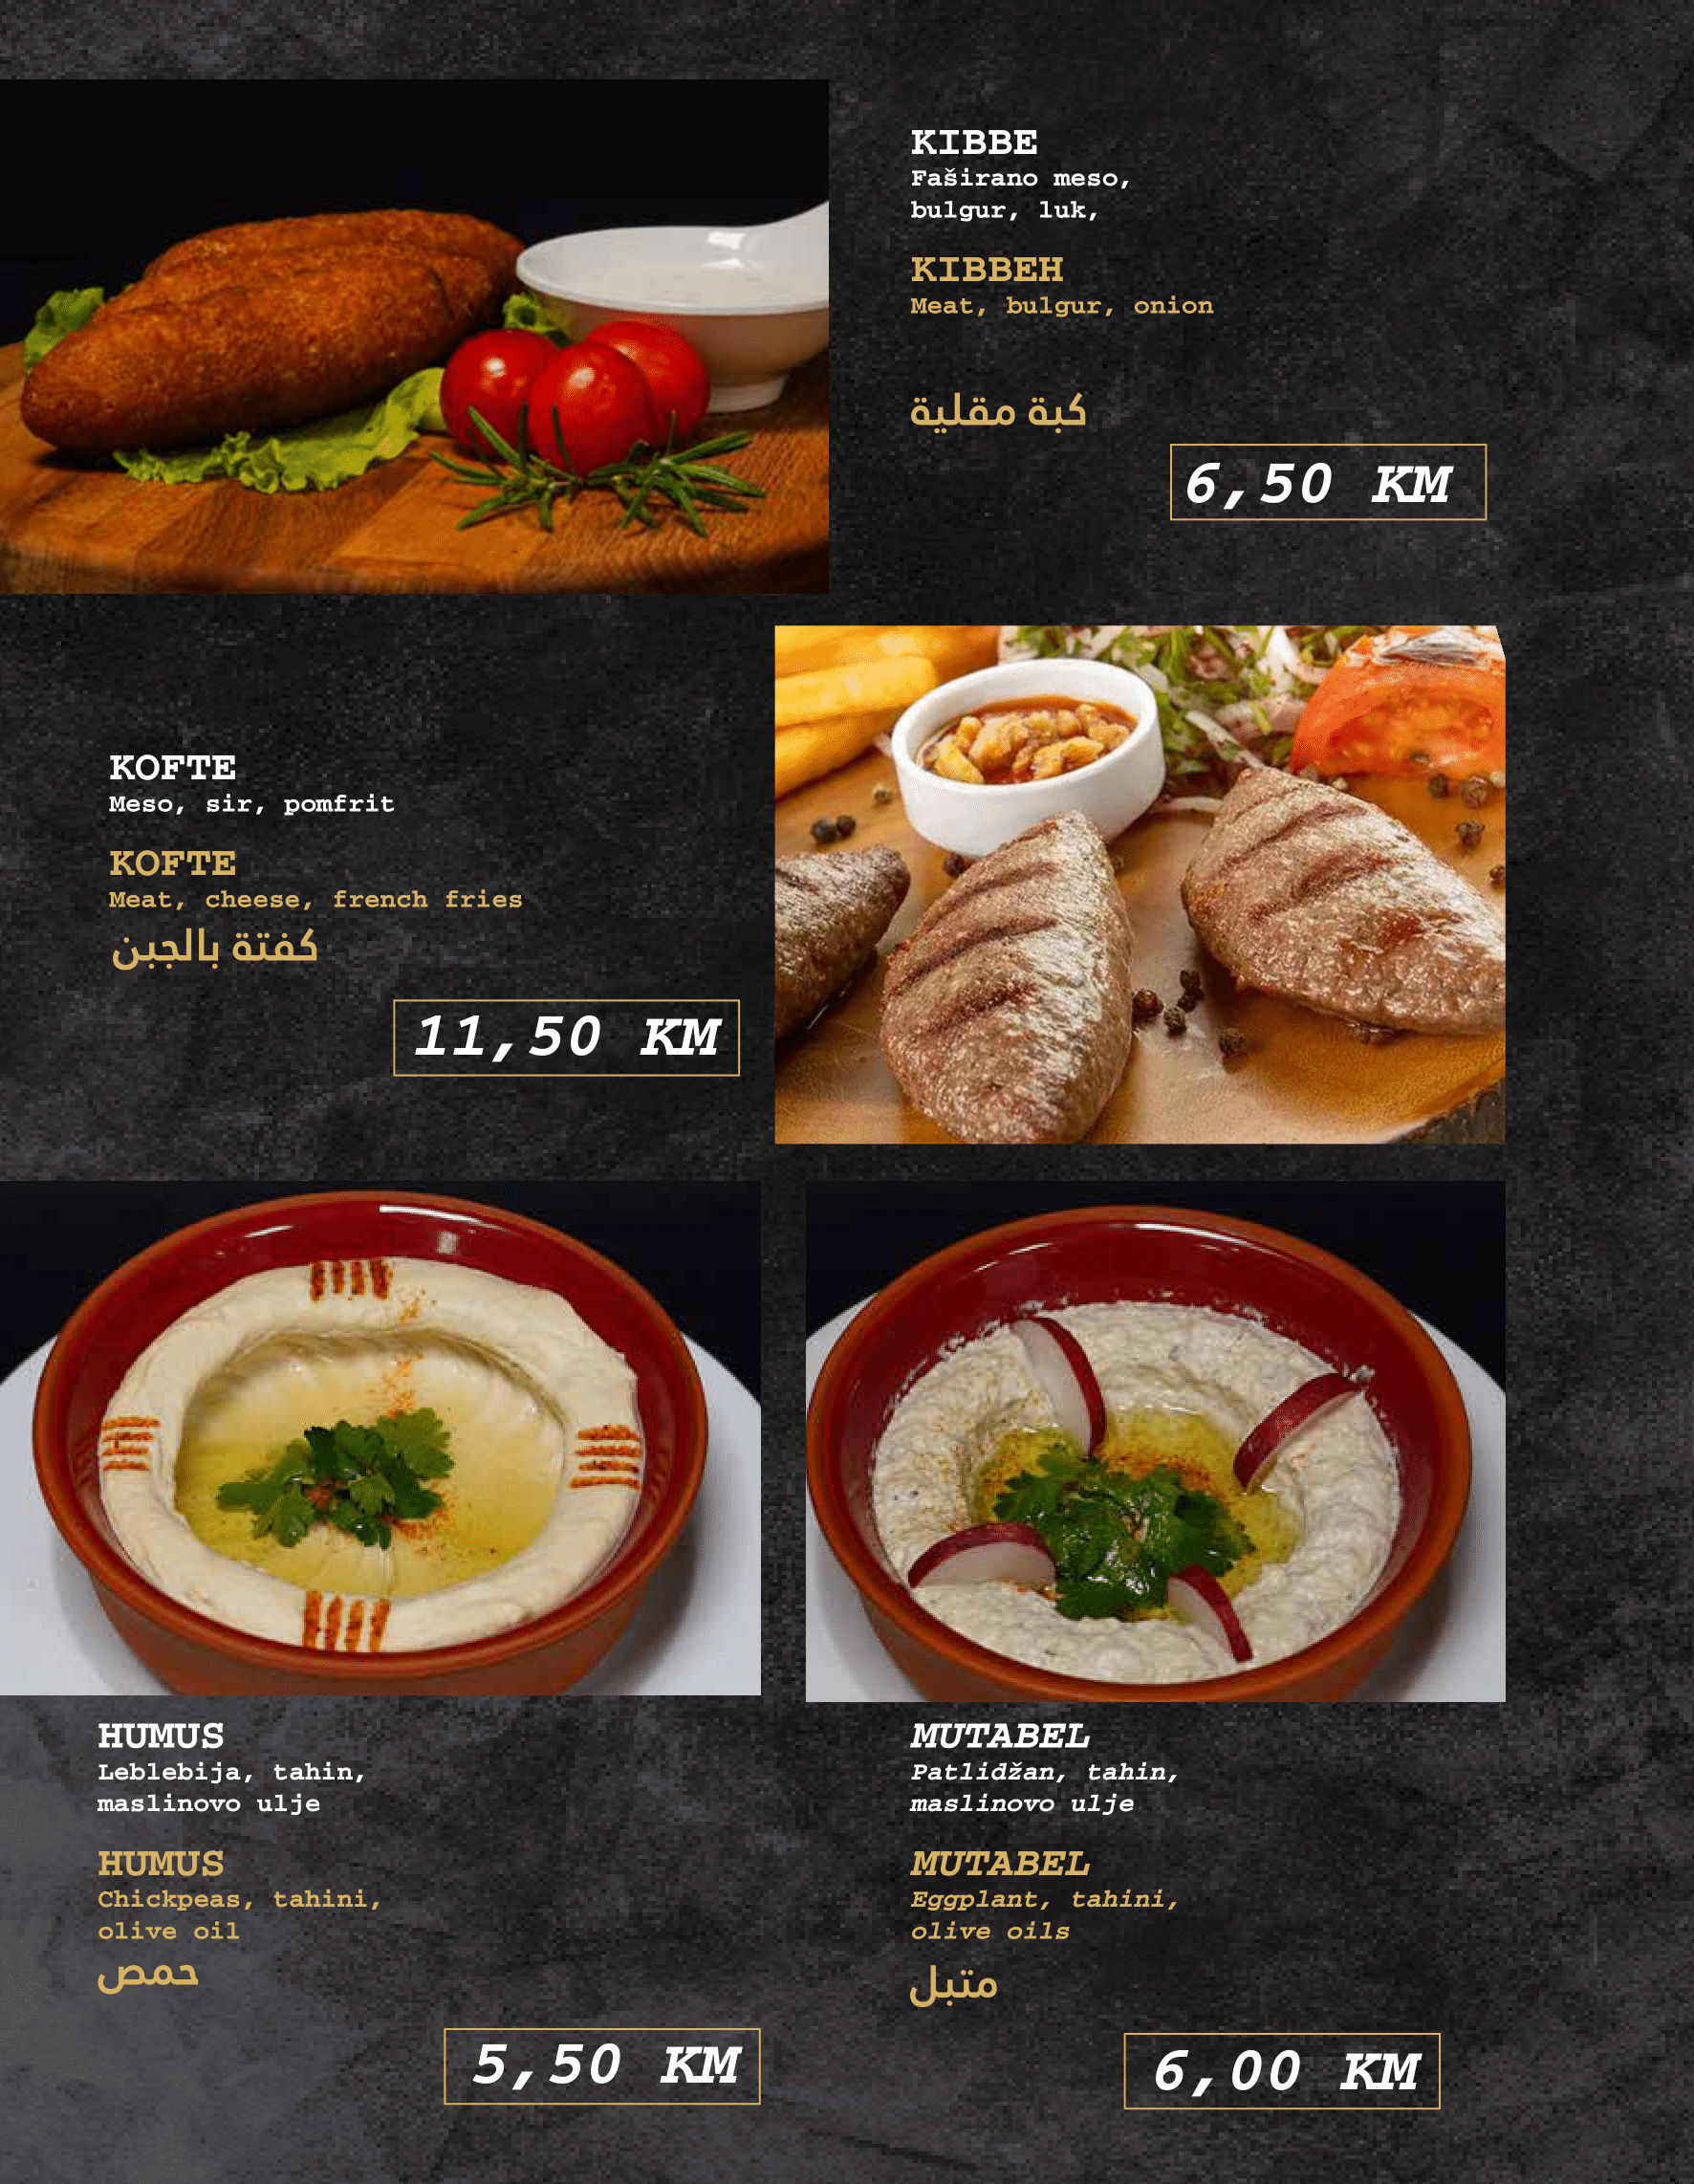 KIBBE
Faširano meso,
bulgur, luk,
KIBBEH
Meat, bulgur, onion
كبة مقلية
6,50 KM
KOFTE
Meso, sir, pomfrit
KOFTE
Meat, cheese, french fries
كفتة بالجبن
11,50 KM
HUMUS
Leblebija, tahin,
maslinovo ulje
HUMUS
Chickpeas, tahini,
olive oil
حمص
5,50 KM
MUTABEL
Patlidžan, tahin,
maslinovo ulje
MUTABEL
Eggplant, tahini,
olive oils
متبل
6,00 KM